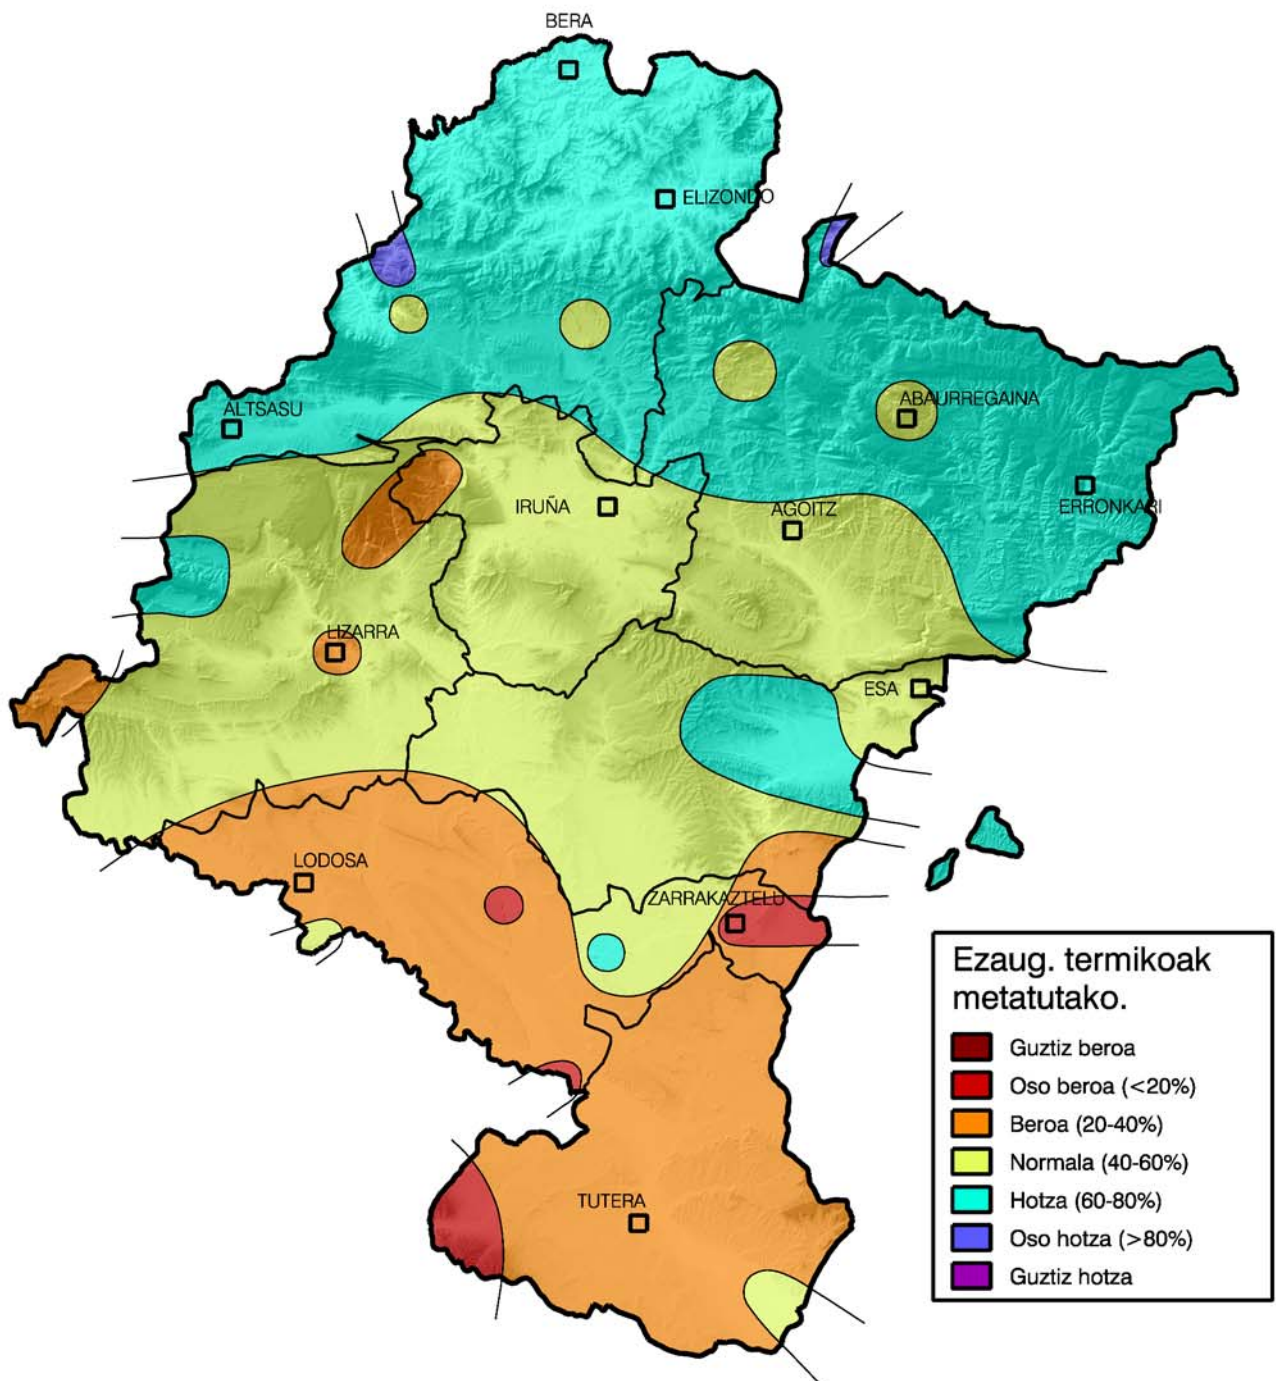 BERA
ELIZONDO
ALTSASU
ABAURREGAINA
IRUÑA
AGOITZ
ERRONKARI
LIZARRA
ESA
LODOSA
ZARRAKAZTELU
TUTERA
Ezaug. termikoak
metatutako.
Guztiz beroa
Oso beroa (<20%)
Beroa (20-40%)
Normala (40-60%)
Hotza (60-80%)
Oso hotza (>80%)
Guztiz hotza